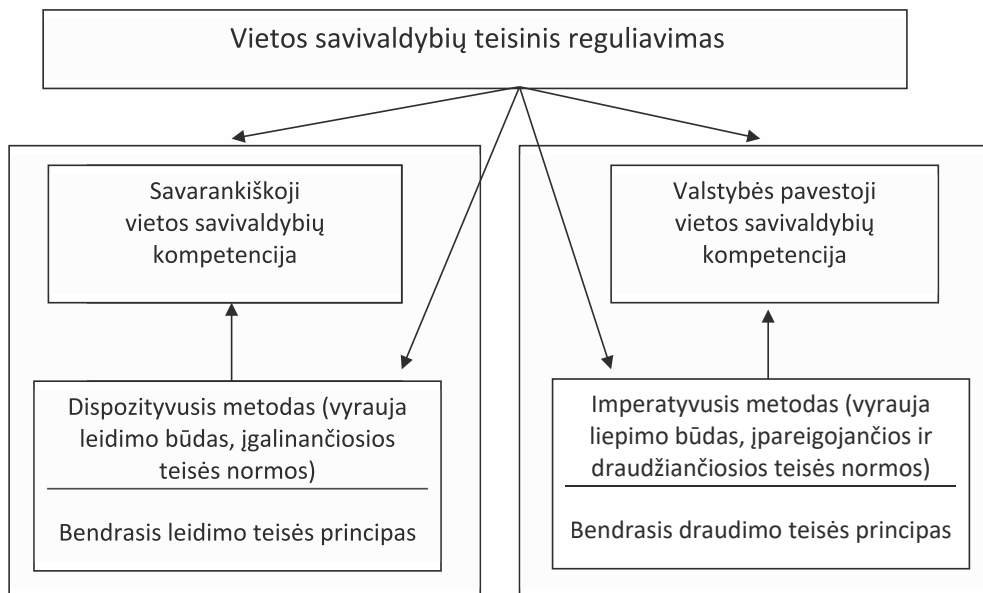 Vietos savivaldybių teisinis reguliavimas
Savarankiškoji
vietos savivaldybių
kompetencija
Valstybės pavestoji
vietos savivaldybių
kompetencija
Dispozityvusis metodas (vyrauja
leidimo būdas, įgalinančiosios
teisės normos)
Bendrasis leidimo teisės principas
Imperatyvusis metodas (vyrauja
liepimo būdas, įpareigojančios ir
draudžiančiosios teisės normos)
Bendrasis draudimo teisės principas